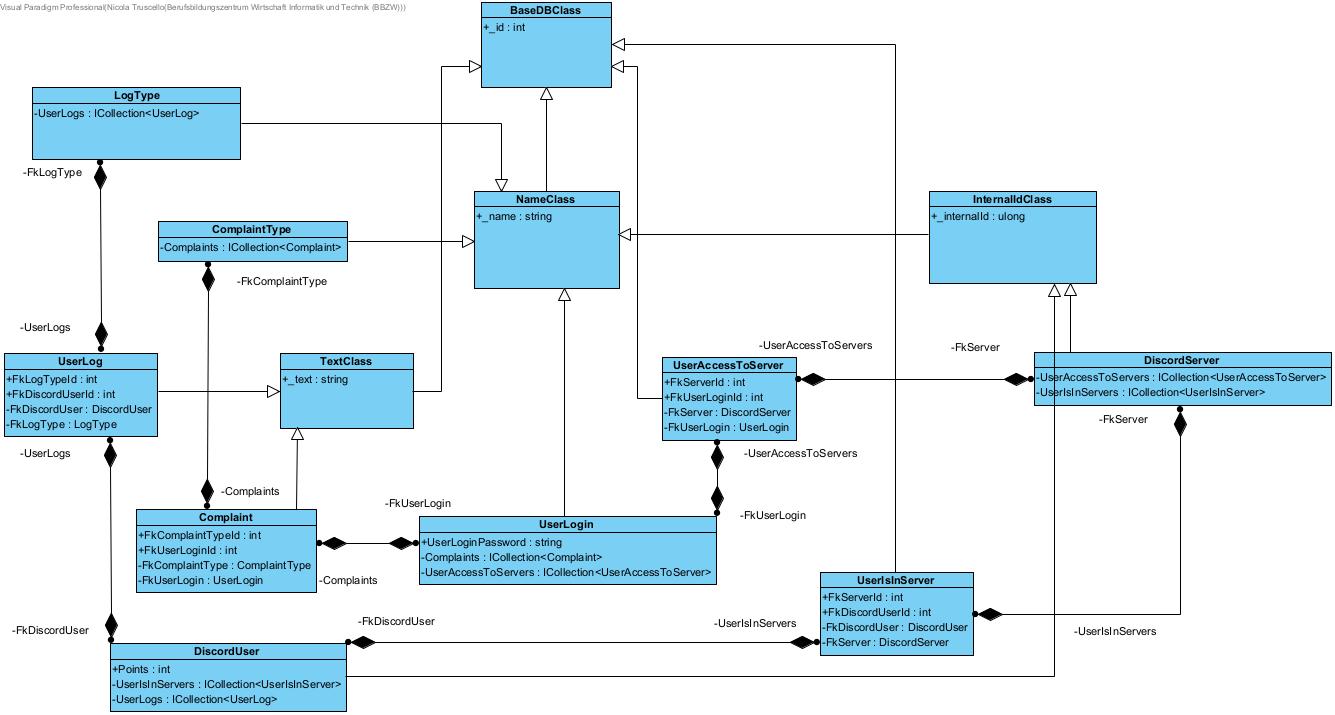 Visual Paradigm Professional(Nicola Truscello(Berufsbildungszentrum Wirtschaft Informatik und Technik (BBZW)))
BaseDBClass
+_id : int
LogType
-UserLogs : ICollection<UserLog>
-FkLogType
NameClass
+_name : string
InternalIdClass
+_internalId : ulong
ComplaintType
-Complaints : ICollection<Complaint>
-FkComplaintType
-UserLogs
UserLog
+FkLogTypeId : int
+FkDiscordUserId : int
-FkDiscordUser : DiscordUser
-FkLogType : LogType
-UserLogs
TextClass
+_text : string
-UserAccessToServers
UserAccessToServer
+FkServerId : int
+FkUserLoginId : int
-FkServer : DiscordServer
-FkUserLogin : UserLogin
-UserAccessToServers
-FkServer
DiscordServer
-UserAccessToServers : ICollection<UserAccessToServer>
-UserIsInServers : ICollection<UserIsInServer>
-FkServer
-Complaints
Complaint
+FkComplaintTypeId : int
+FkUserLoginId : int
-FkComplaintType : ComplaintType
-FkUserLogin : UserLogin
-Complaints
-FkUserLogin
-FkUserLogin
UserLogin
+UserLoginPassword : string
-Complaints : ICollection<Complaint>
-UserAccessToServers : ICollection<UserAccessToServer>
UserIsInServer
+FkServerId : int
+FkDiscordUserId : int
-FkDiscordUser : DiscordUser
-FkServer : DiscordServer
-UserIsInServers
-UserIsInServers
-FkDiscordUser
-FkDiscordUser
DiscordUser
+Points : int
-UserIsInServers : ICollection<UserIsInServer>
-UserLogs : ICollection<UserLog>